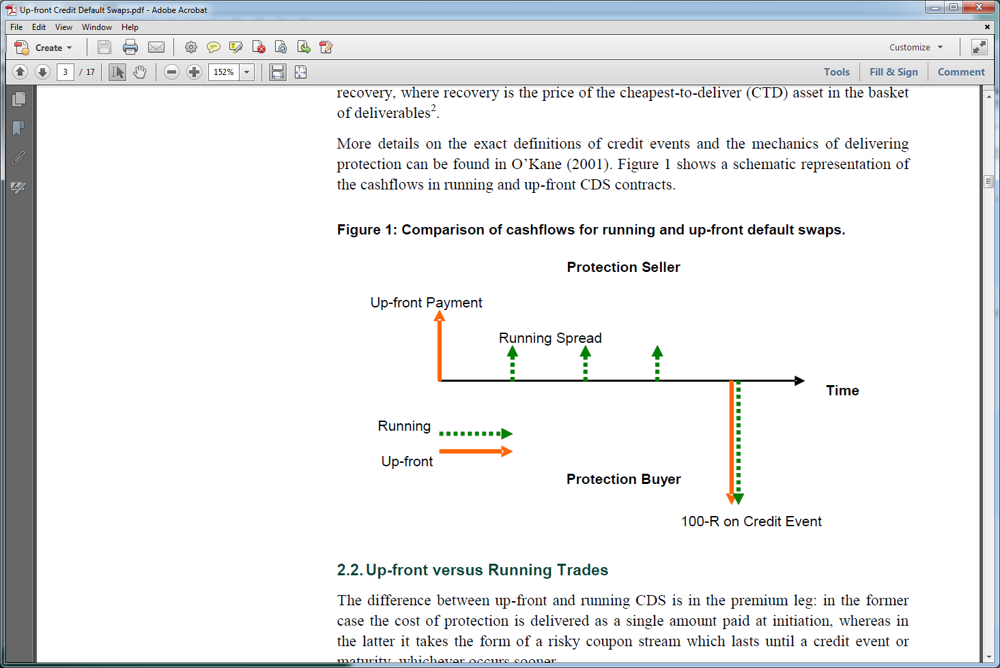 Up-front Credit Default Swaps.pdf - Adobe Acrobat
File Edit View Window Help
Create
Customize
3 / 17
152%
Tools Fill & Sign Comment
recovery, where recovery is the price of the cheapest-to-deliver (CTD) asset in the basket
of deliverables2.
More details on the exact definitions of credit events and the mechanics of delivering
protection can be found in O’Kane (2001). Figure 1 shows a schematic representation of
the cashflows in running and up-front CDS contracts.
Figure 1: Comparison of cashflows for running and up-front default swaps.
Protection Seller
Up-front Payment
Running Spread
Time
Running
Up-front
Protection Buyer
100-R on Credit Event
2.2. Up-front versus Running Trades
The difference between up-front and running CDS is in the premium leg: in the former
case the cost of protection is delivered as a single amount paid at initiation, whereas in
the latter it takes the form of a risky coupon stream which lasts until a credit event or
maturity, whichever occurs sooner.